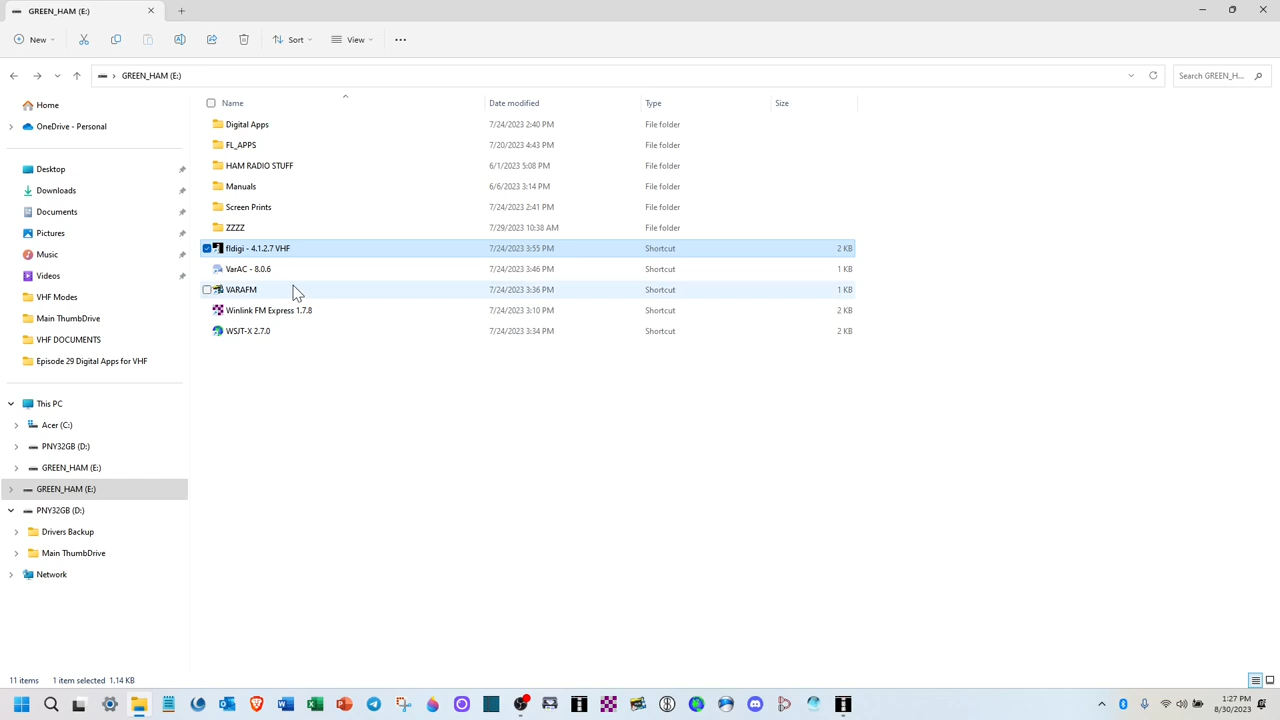 GREEN_HAM (E:)
New
Sort
View
GREEN_HAM (E:)
Search GREEN_H...
Home
OneDrive - Personal
Desktop
Downloads
Documents
Pictures
Music
Videos
VHF Modes
Main ThumbDrive
VHF DOCUMENTS
Episode 29 Digital Apps for VHF
This PC
Acer (C:)
PNY32GB (D:)
GREEN_HAM (E:)
GREEN_HAM (E:)
PNY32GB (D:)
Drivers Backup
Main ThumbDrive
Network
Name Date modified Type Size
Digital Apps 7/24/2023 2:40 PM File folder
FL_APPS 7/20/2023 4:43 PM File folder
HAM RADIO STUFF 6/1/2023 5:08 PM File folder
Manuals 6/6/2023 3:14 PM File folder
Screen Prints 7/24/2023 2:41 PM File folder
ZZZZ 7/29/2023 10:38 AM File folder
fldigi - 4.1.2.7 VHF 7/24/2023 3:55 PM Shortcut 2 KB
VarAC - 8.0.6 7/24/2023 3:46 PM Shortcut 1 KB
VARAFM 7/24/2023 3:36 PM Shortcut 1 KB
Winlink FM Express 1.7.8 7/24/2023 3:10 PM Shortcut 2 KB
WSJT-X 2.7.0 7/24/2023 3:34 PM Shortcut 2 KB
11 items 1 item selected 1.14 KB
1:27 PM
8/30/2023